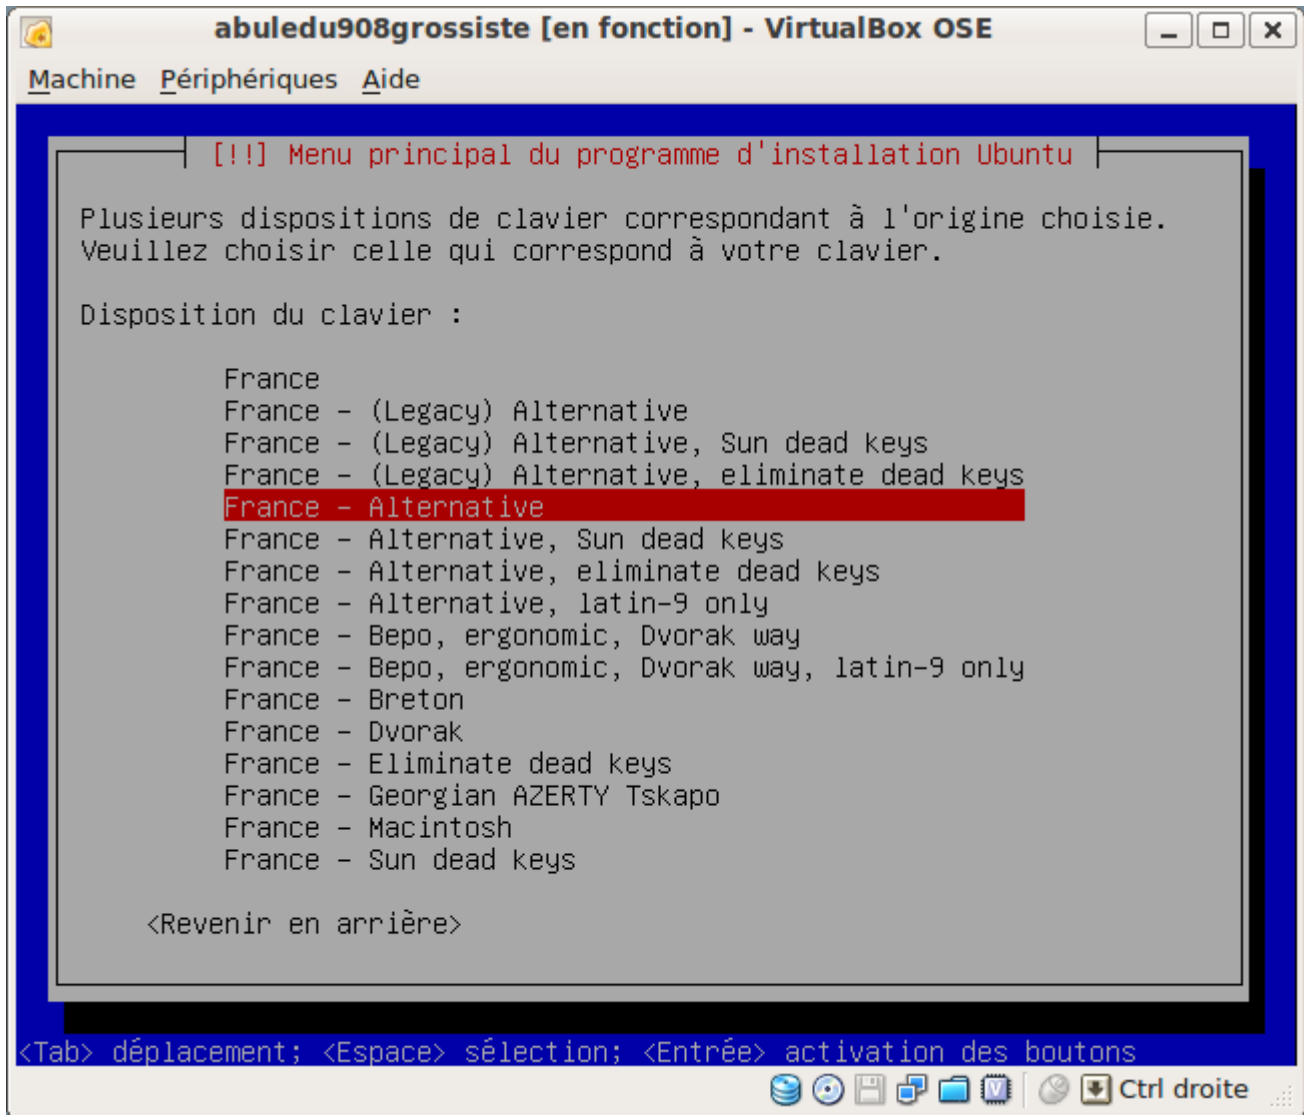 abuledu908grossiste [en fonction] - VirtualBox OSE
Machine Périphériques Aide
[!!] Menu principal du programme d'installation Ubuntu
Plusieurs dispositions de clavier correspondant à l'origine choisie.
Veuillez choisir celle qui correspond à votre clavier.
Disposition du clavier :
France
France - (Legacy) Alternative
France - (Legacy) Alternative, Sun dead keys
France - (Legacy) Alternative, eliminate dead keys
France - Alternative
France - Alternative, Sun dead keys
France - Alternative, eliminate dead keys
France - Alternative, latin-9 only
France - Bepo, ergonomic, Dvorak way
France - Bepo, ergonomic, Dvorak way, latin-9 only
France - Breton
France - Dvorak
France - Eliminate dead keys
France - Georgian AZERTY Tskapo
France - Macintosh
France - Sun dead keys
<Revenir en arrière>
<Tab> déplacement; <Espace> sélection; <Entrée> activation des boutons
Ctrl droite